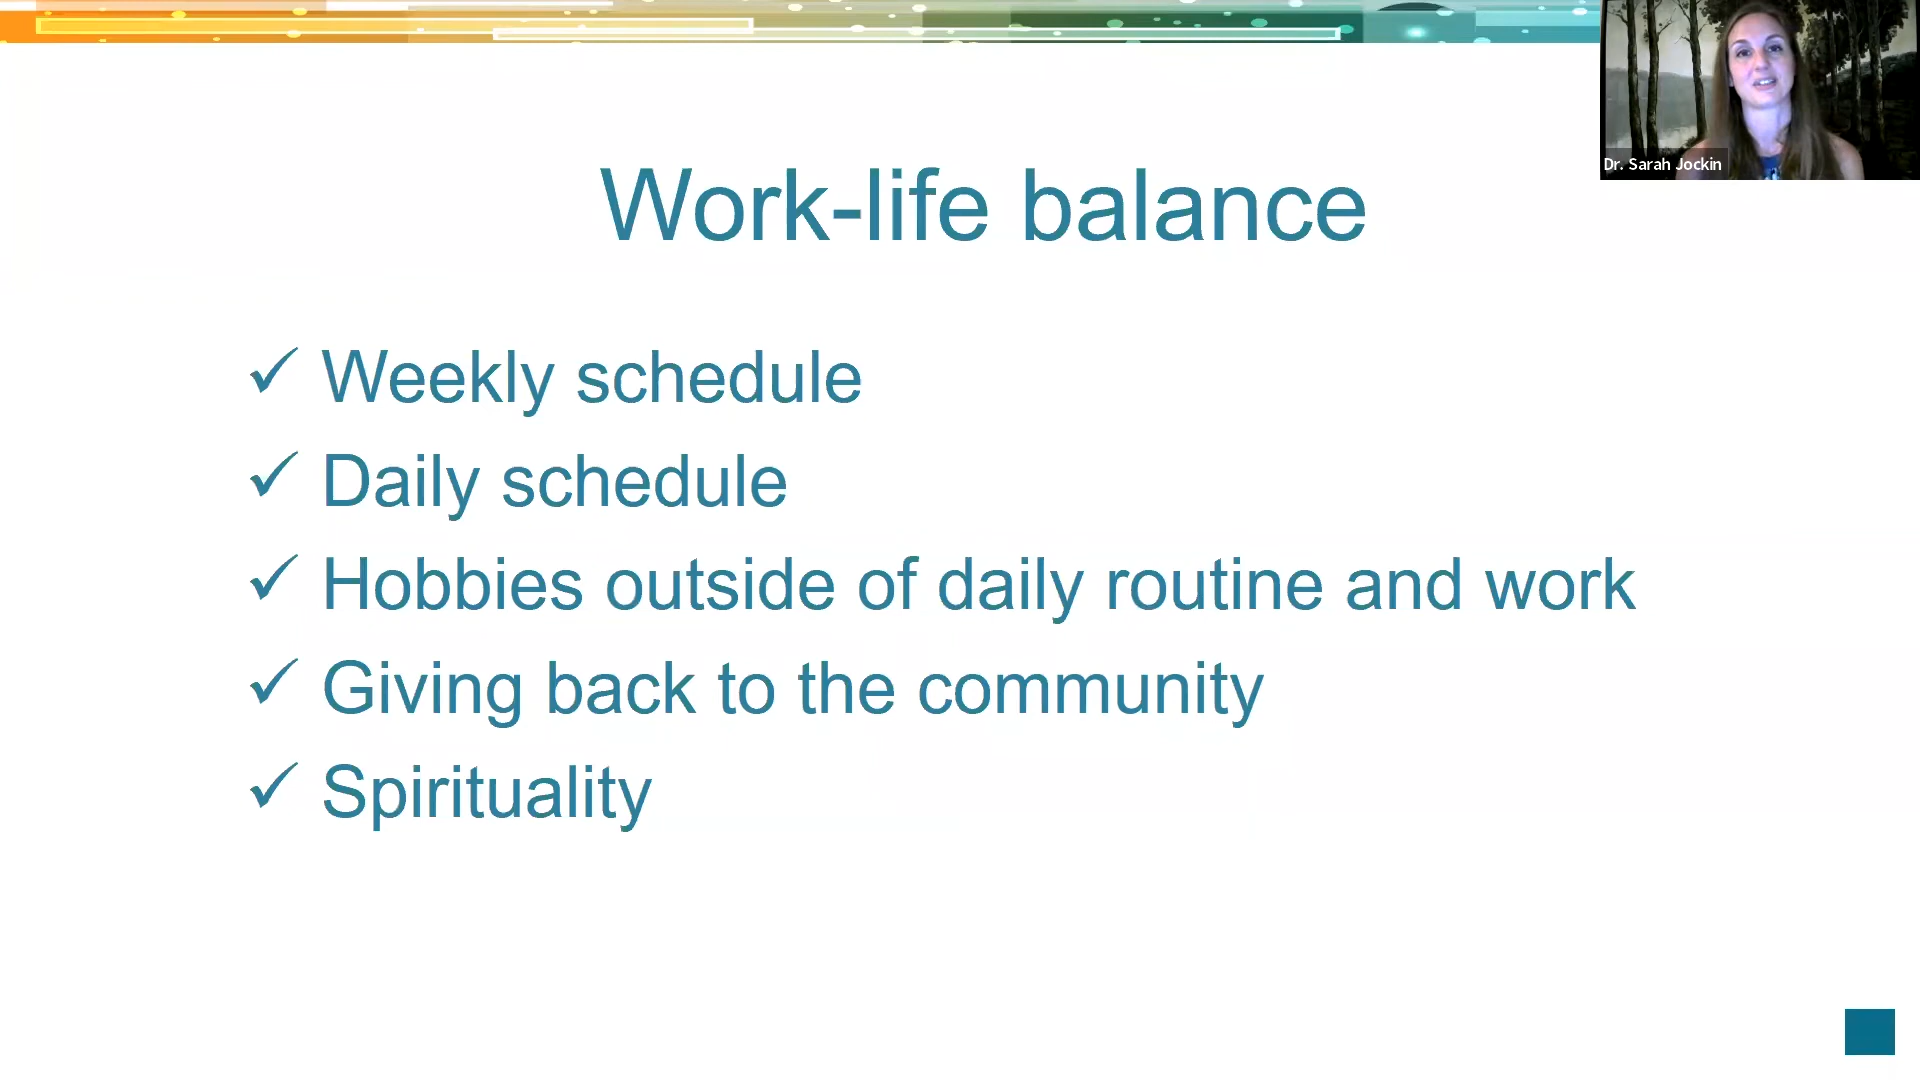 Dr. Sarah Jockin
Work-life balance
✓ Weekly schedule
✓ Daily schedule
✓ Hobbies outside of daily routine and work
✓ Giving back to the community
✓ Spirituality